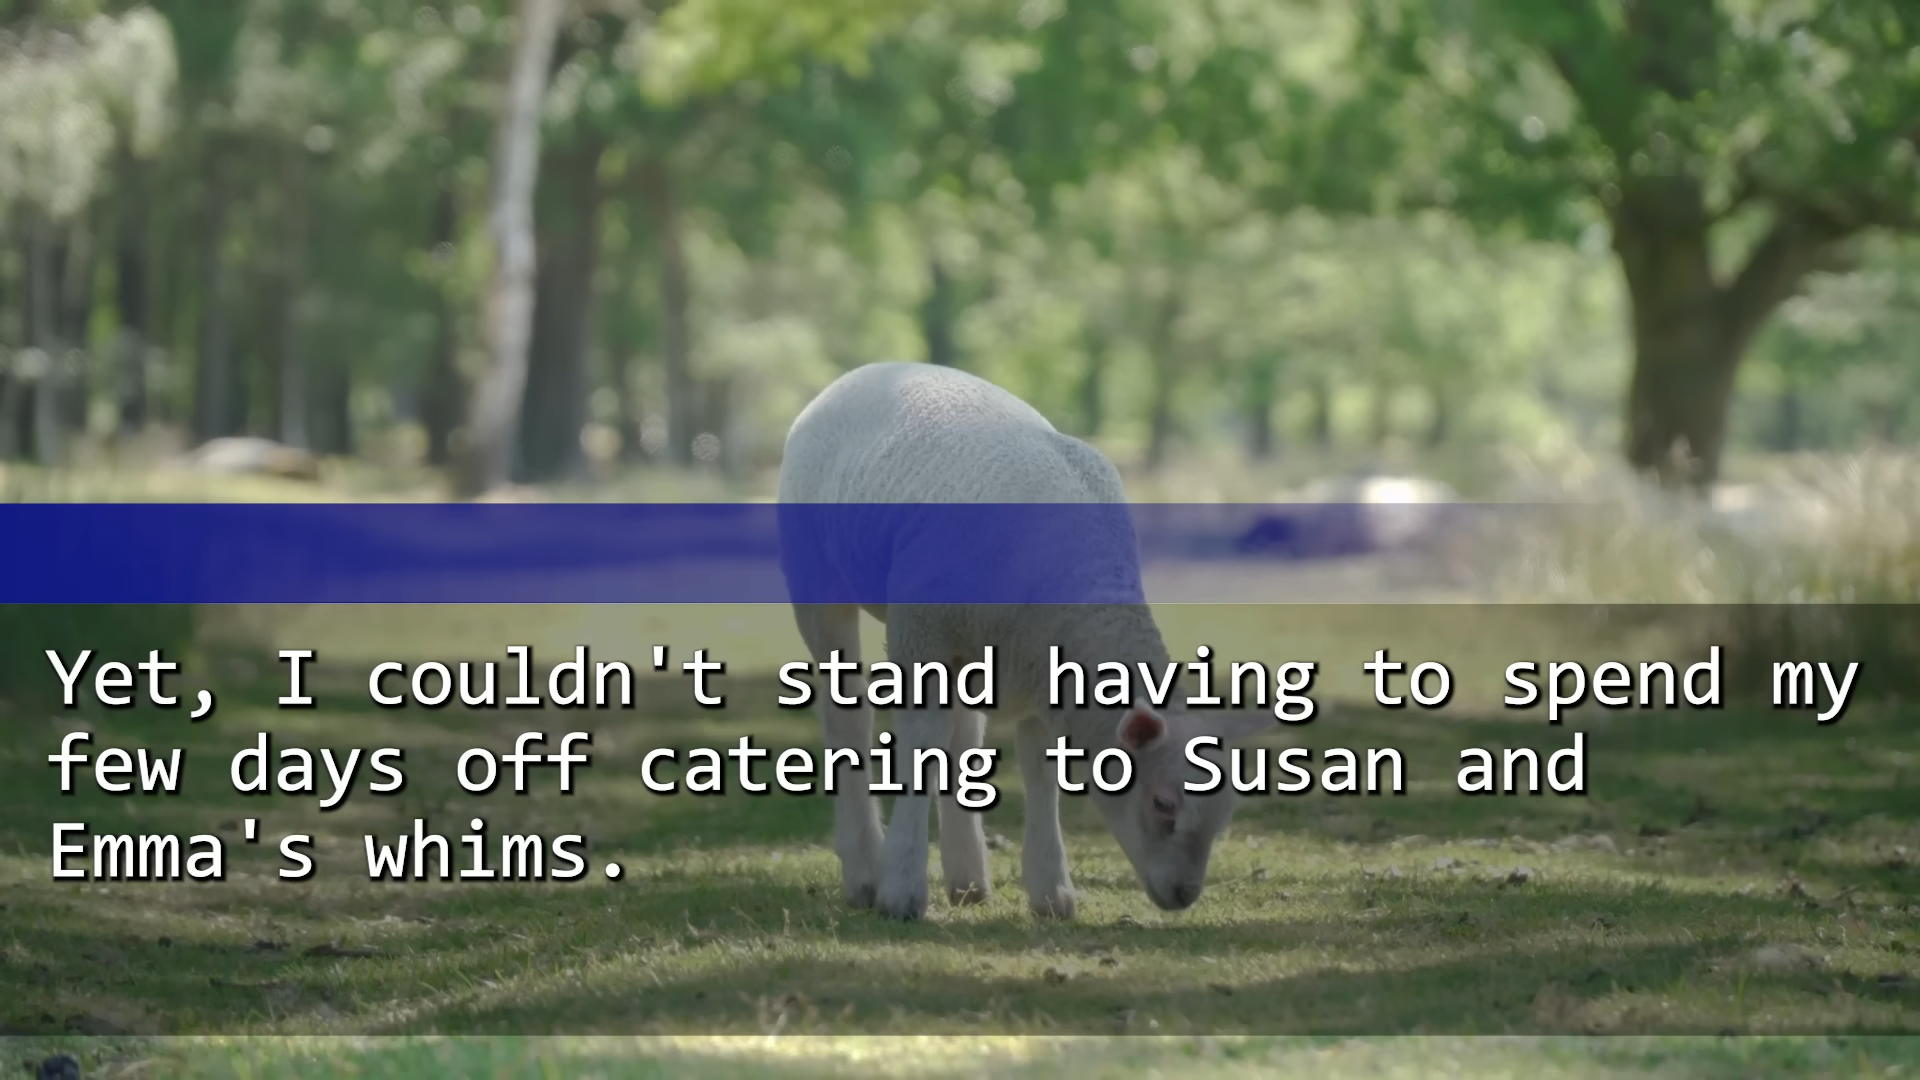 Yet, I couldn't stand having to spend my
few days off catering to Susan and
Emma's whims.